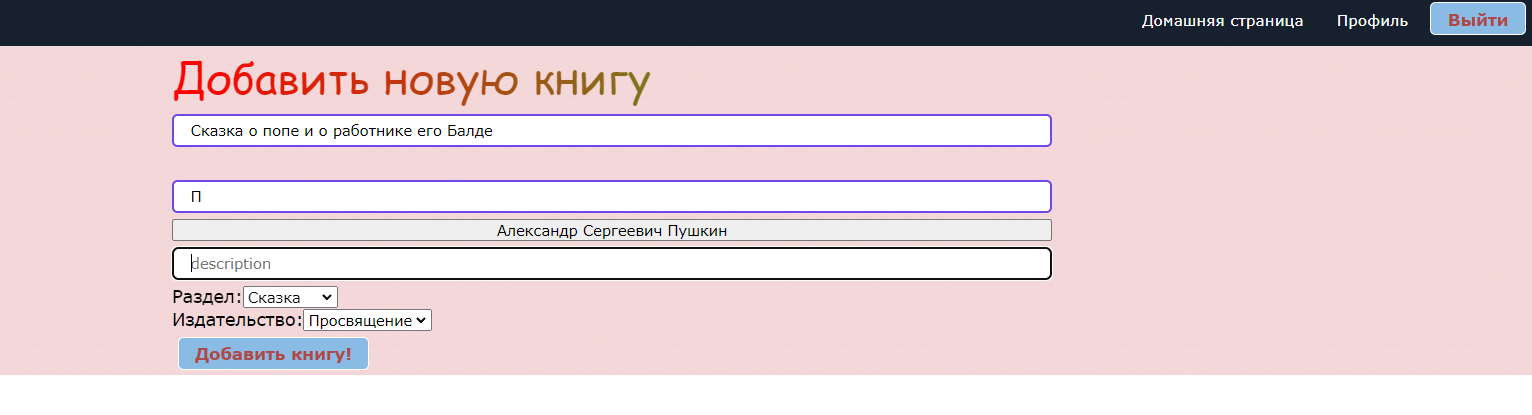 Домашняя страница Профиль Выйти
Добавить новую книгу
Сказка о попе и о работнике его Балде
П
Александр Сергеевич Пушкин
description
Раздел: Сказка
Издательство: Просвящение
Добавить книгу!